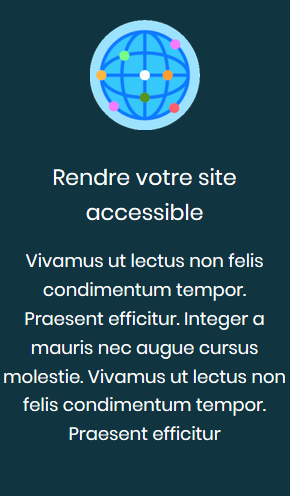 Rendre votre site
accessible
Vivamus ut lectus non felis
condimentum tempor.
Praesent efficitur. Integer a
mauris nec augue cursus
molestie. Vivamus ut lectus non
felis condimentum tempor.
Praesent efficitur